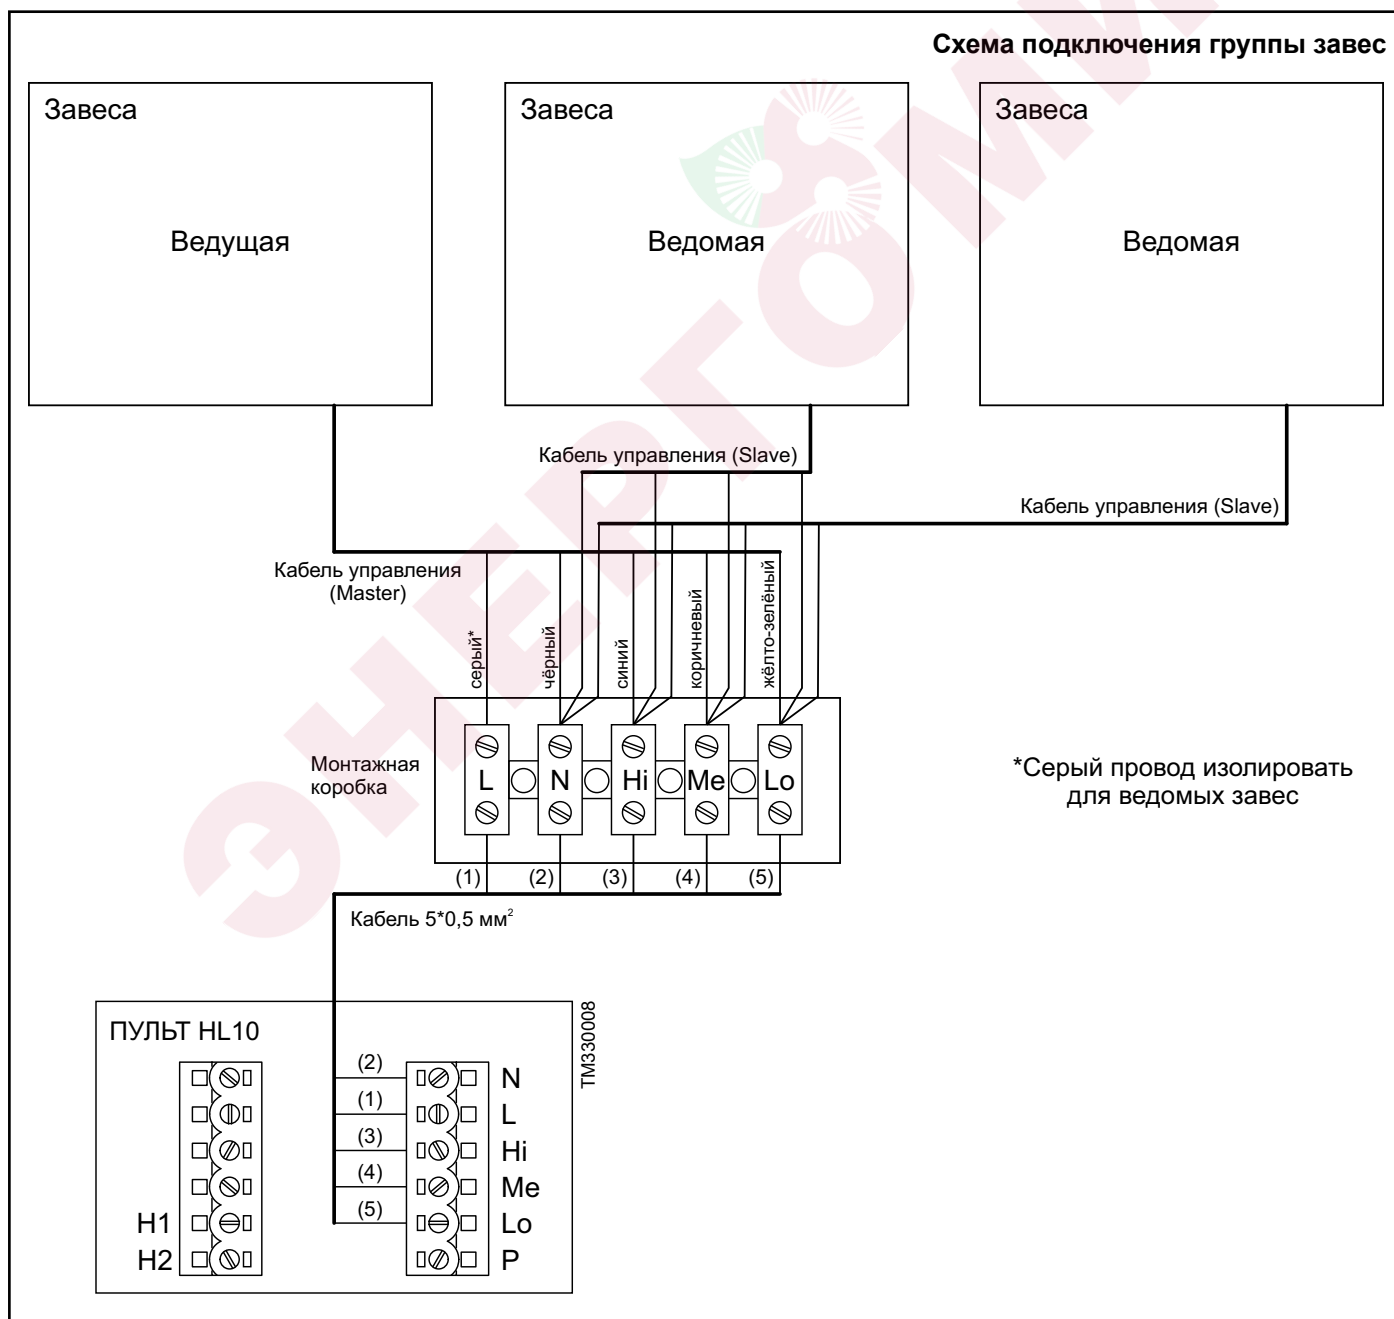 Схема подключения группы завес
Завеса
Ведущая
Завеса
Ведомая
Завеса
Ведомая
Кабель управления (Slave)
Кабель управления (Slave)
Кабель управления
(Master)
серый*
чёрный
синий
коричневый
жёлто-зелёный
Монтажная
коробка
L N Hi Me Lo
*Серый провод изолировать
для ведомых завес
(1) (2) (3) (4) (5)
Кабель 5*0,5 мм²
ПУЛЬТ HL10
TM330008
(2) N
(1) L
(3) Hi
(4) Me
H1 (5) Lo
H2 P
ЭНЕРГОМИ